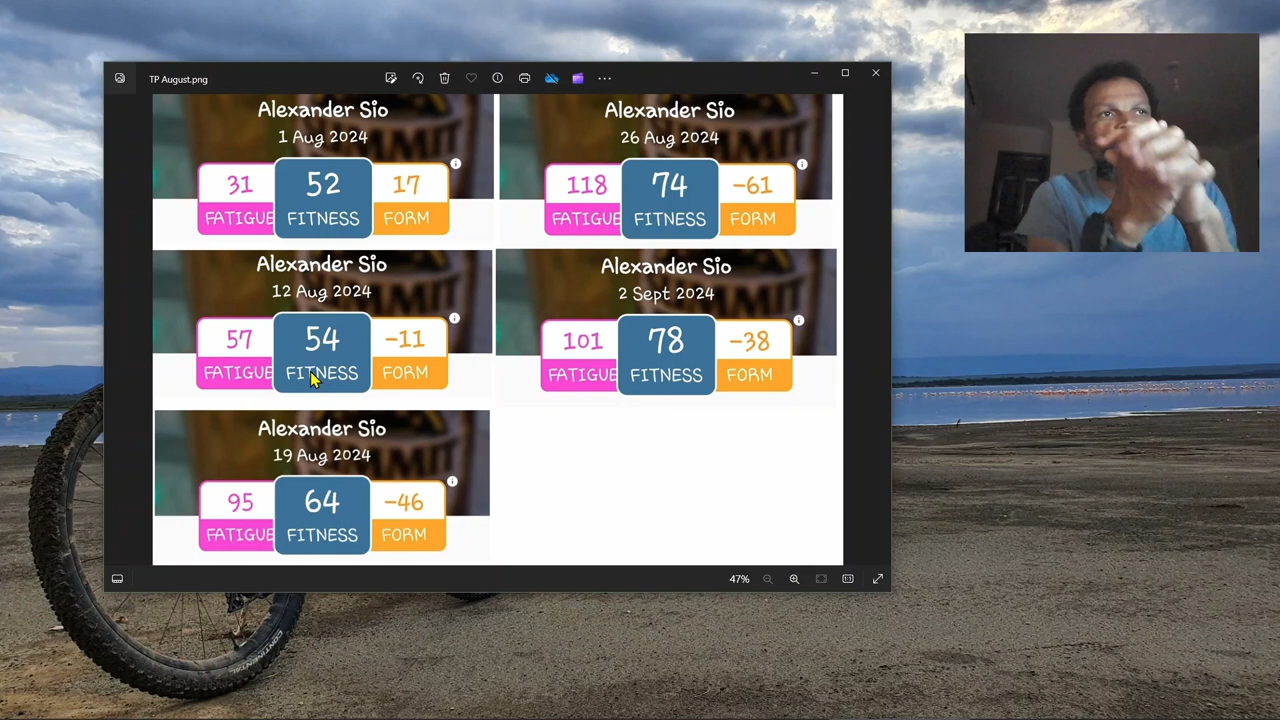 TP August.png
Alexander Sio
1 Aug 2024
31 52 17
FATIGUE FITNESS FORM
Alexander Sio
26 Aug 2024
118 74 -61
FATIGUE FITNESS FORM
Alexander Sio
12 Aug 2024
57 54 -11
FATIGUE FITNESS FORM
Alexander Sio
2 Sept 2024
101 78 -38
FATIGUE FITNESS FORM
Alexander Sio
19 Aug 2024
95 64 -46
FATIGUE FITNESS FORM
47%
CONTINENTAL